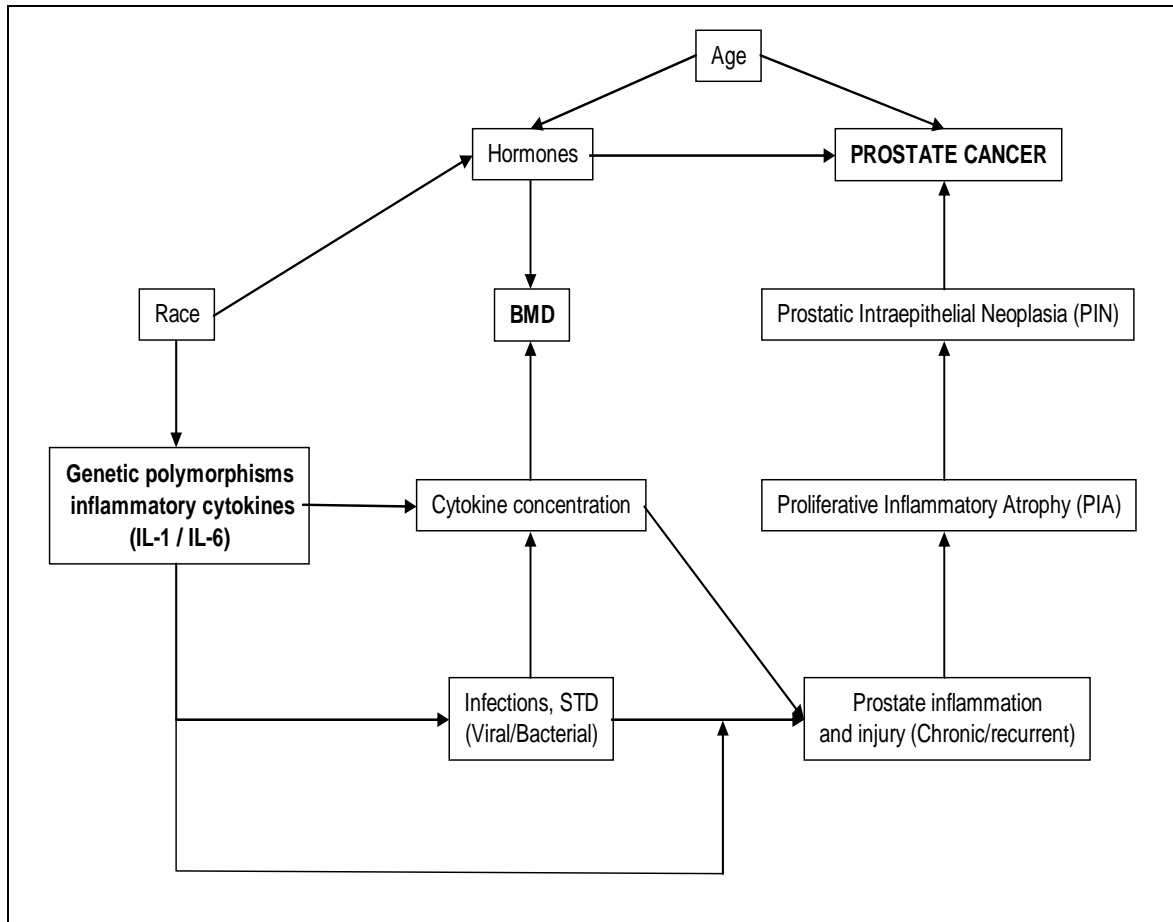 Age
Hormones
PROSTATE CANCER
Race
BMD
Prostatic Intraepithelial Neoplasia (PIN)
Genetic polymorphisms
inflammatory cytokines
(IL-1 / IL-6)
Cytokine concentration
Proliferative Inflammatory Atrophy (PIA)
Infections, STD
(Viral/Bacterial)
Prostate inflammation
and injury (Chronic/recurrent)